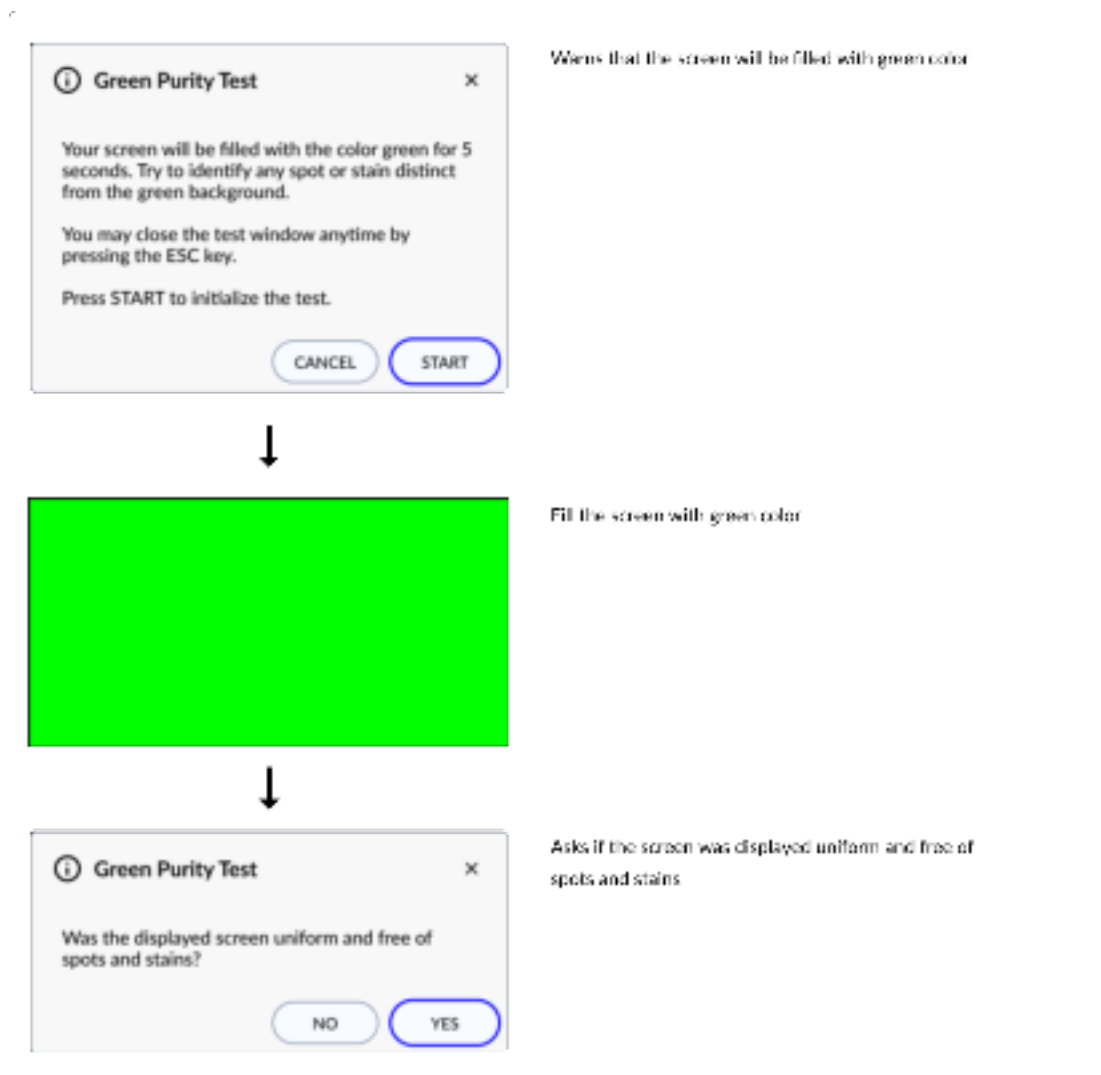 Green Purity Test
Warns that the screen will be filled with green color
Your screen will be filled with the color green for 5
seconds. Try to identify any spot or stain distinct
from the green background.
You may close the test window anytime by
pressing the ESC key.
Press START to initialize the test.
CANCEL
START
Fill the screen with green color
Green Purity Test
Asks if the screen was displayed uniform and free of
spots and stains
Was the displayed screen uniform and free of
spots and stains?
NO
YES